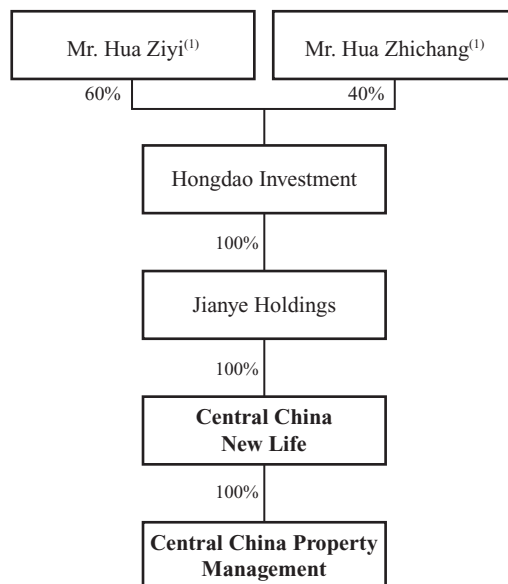 Mr. Hua Ziyi(1)
Mr. Hua Zhichang(1)
60%
40%
Hongdao Investment
100%
Jianye Holdings
100%
Central China
New Life
100%
Central China Property
Management